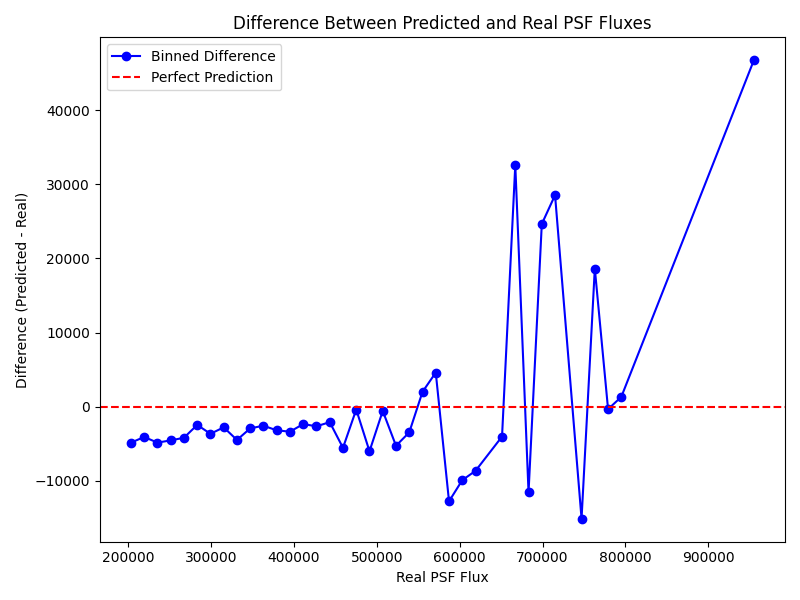 Difference Between Predicted and Real PSF Fluxes
Binned Difference
Perfect Prediction
Difference (Predicted - Real)
40000
30000
20000
10000
0
−10000
200000 300000 400000 500000 600000 700000 800000 900000
Real PSF Flux